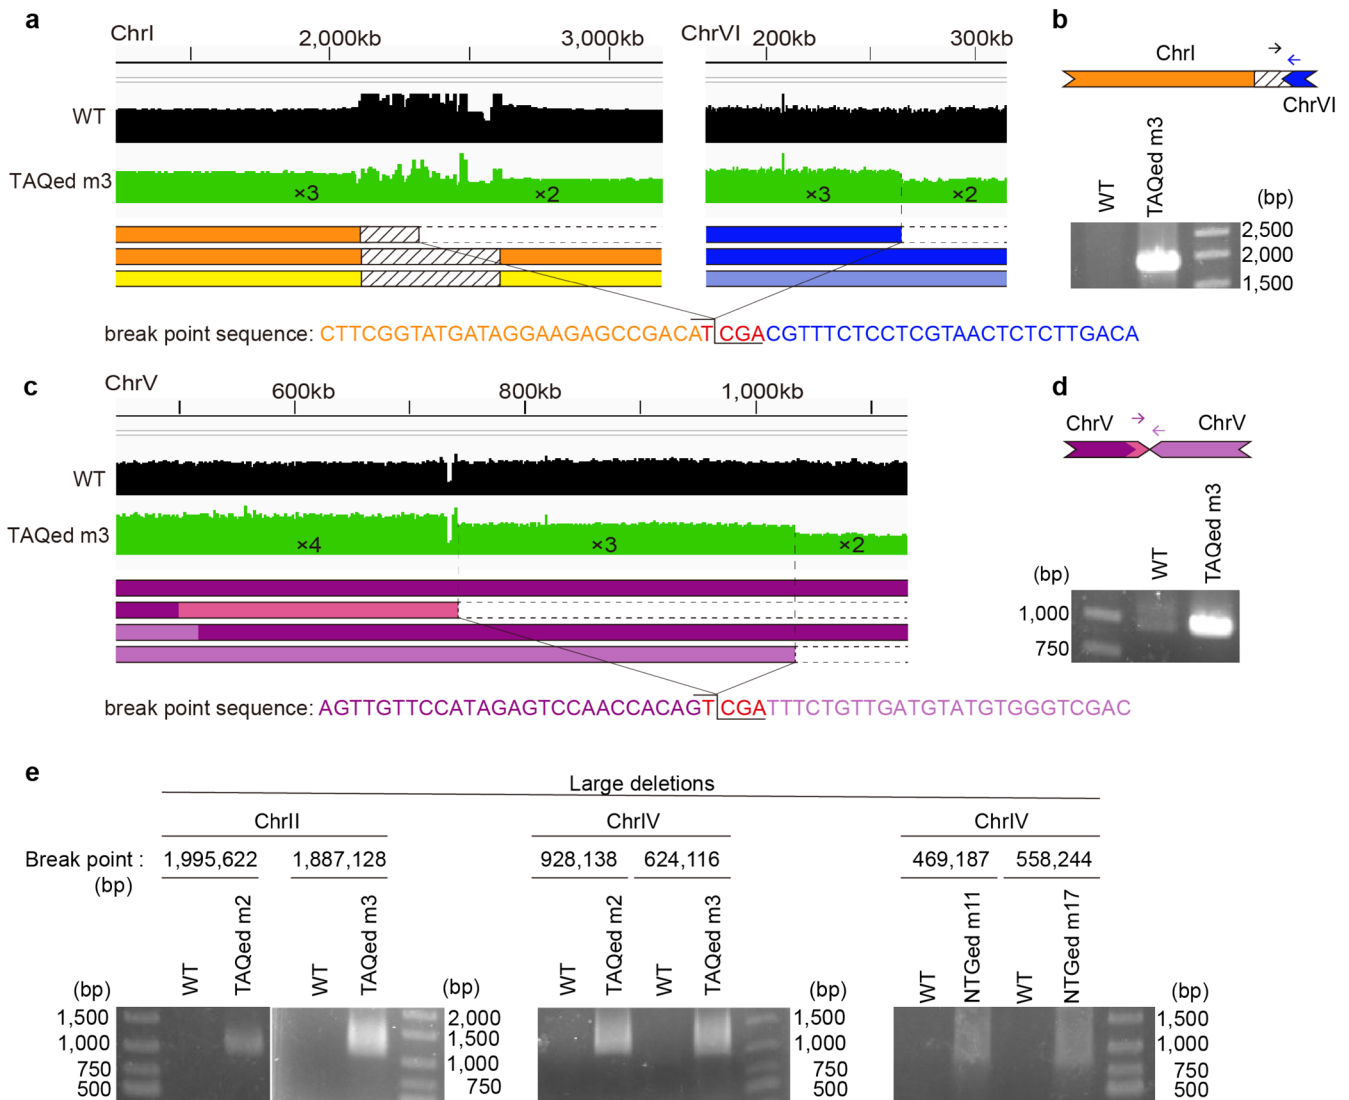 a
ChrI
2,000kb
3,000kb
ChrVI
200kb
300kb
WT
TAQed m3
×3
×2
×3
×2
break point sequence: CTTCGGTATGATAGGAAGAGCCGACAT CGACGTTTCTCCTCGTAACTCTCTTGACA
b
ChrI
ChrVI
WT
TAQed m3
(bp)
2,500
2,000
1,500
c
ChrV
600kb
800kb
1,000kb
WT
TAQed m3
×4
×3
×2
break point sequence: AGTTGTTCCATAGAGTCCAACCACAGT CGATTTCTGTTGATGTATGTGGGTCGAC
d
ChrV
ChrV
(bp)
WT
TAQed m3
1,000
750
e
Large deletions
ChrII
ChrIV
ChrIV
Break point : 1,995,622 1,887,128 928,138 624,116 469,187 558,244
(bp)
WT TAQed m2 WT TAQed m3 WT TAQed m2 WT TAQed m3 WT NTGed m11 WT NTGed m17
(bp) (bp) (bp) (bp)
1,500 2,000 1,500 1,500
1,000 1,500 1,000 1,000
750 1,000 750 750
500 750 500 500